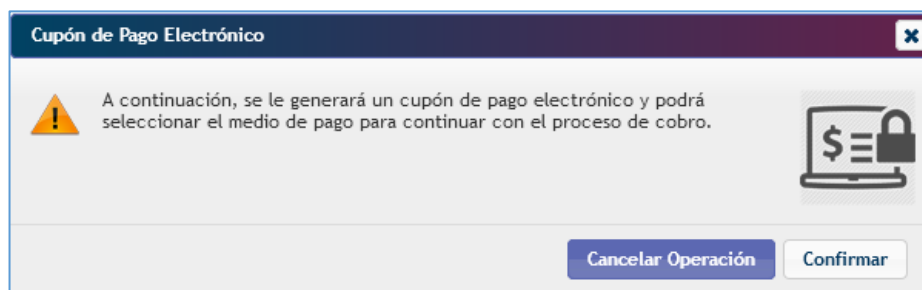 Cupón de Pago Electrónico
A continuación, se le generará un cupón de pago electrónico y podrá
seleccionar el medio de pago para continuar con el proceso de cobro.
$
Cancelar Operación
Confirmar